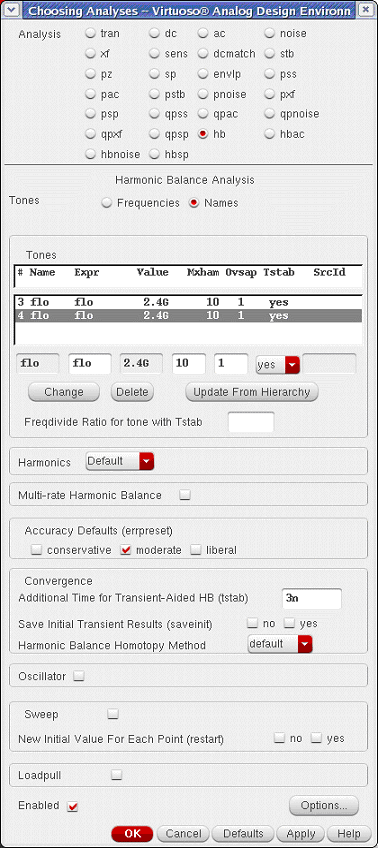 Choosing Analyses -- Virtuoso® Analog Design Environn
Analysis tran dc ac noise
xf sens dcmatch stb
pz sp envlp pss
pac pstb pnoise pxf
psp qpss qpac qpnoise
qpxf qpsp hb hbac
hbnoise hbsp
Harmonic Balance Analysis
Tones Frequencies Names
Tones
# Name Expr Value Mxham Ovsap Tstab SrcId
3 flo flo 2.4G 10 1 yes
4 flo flo 2.4G 10 1 yes
flo flo 2.4G 10 1 yes
Change Delete Update From Hierarchy
Freqdivide Ratio for tone with Tstab
Harmonics Default
Multi-rate Harmonic Balance
Accuracy Defaults (errpreset)
conservative moderate liberal
Convergence
Additional Time for Transient-Aided HB (tstab) 3n
Save Initial Transient Results (saveinit) no yes
Harmonic Balance Homotopy Method default
Oscillator
Sweep
New Initial Value For Each Point (restart) no yes
Loadpull
Enabled Options...
OK Cancel Defaults Apply Help